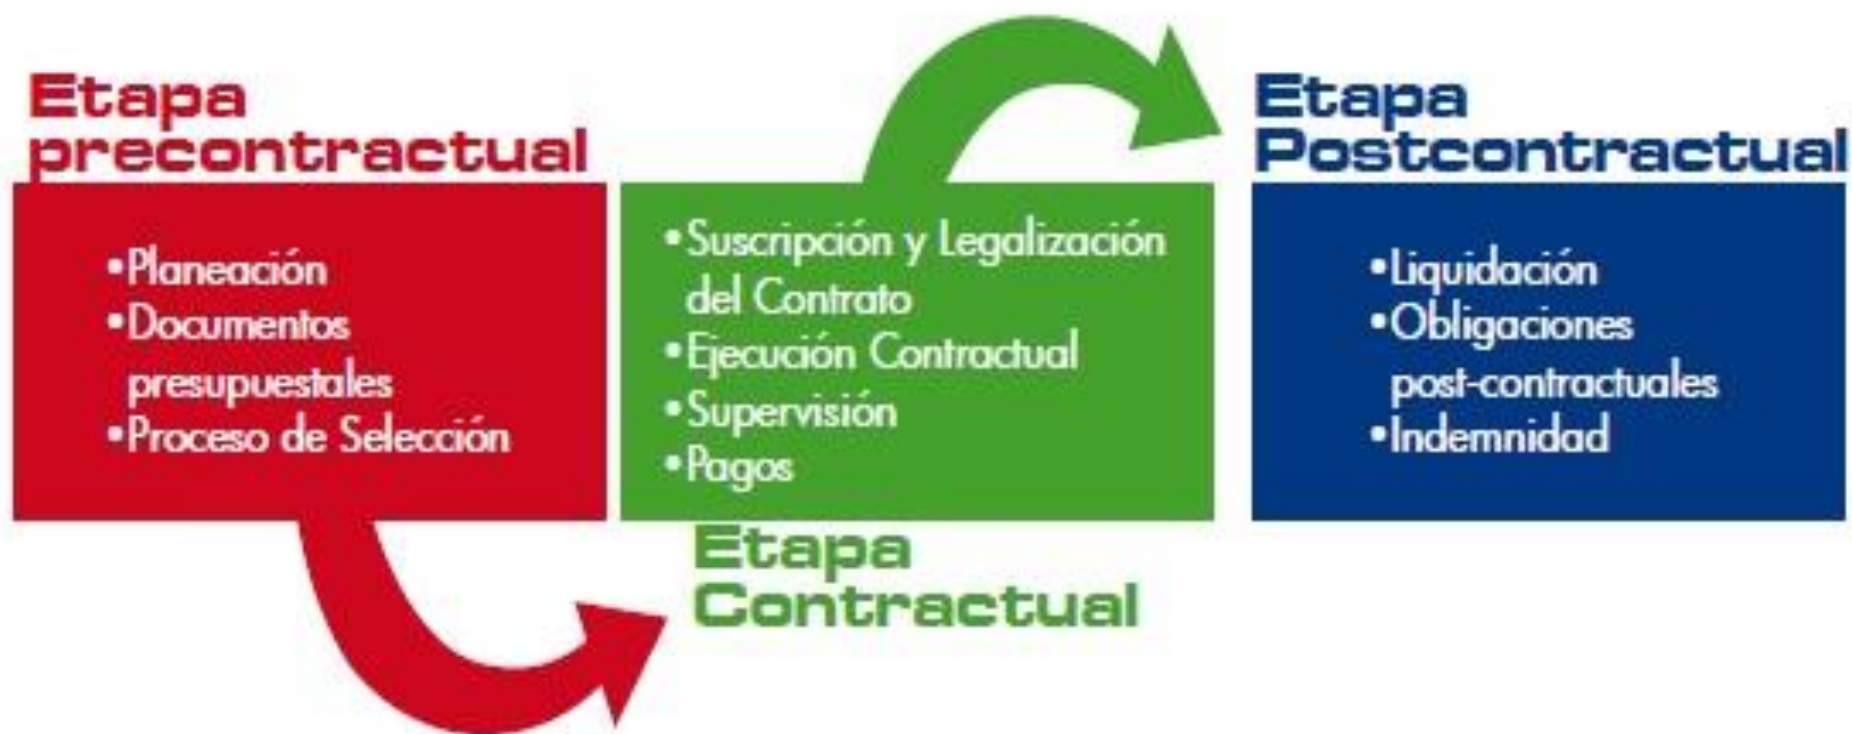 Etapa
precontractual
•Planeación
•Documentos
presupuestales
•Proceso de Selección
•Suscripción y Legalización
del Contrato
•Ejecución Contractual
•Supervisión
•Pagos
Etapa
Contractual
Etapa
Postcontractual
•Liquidación
•Obligaciones
post-contractuales
•Indemnidad